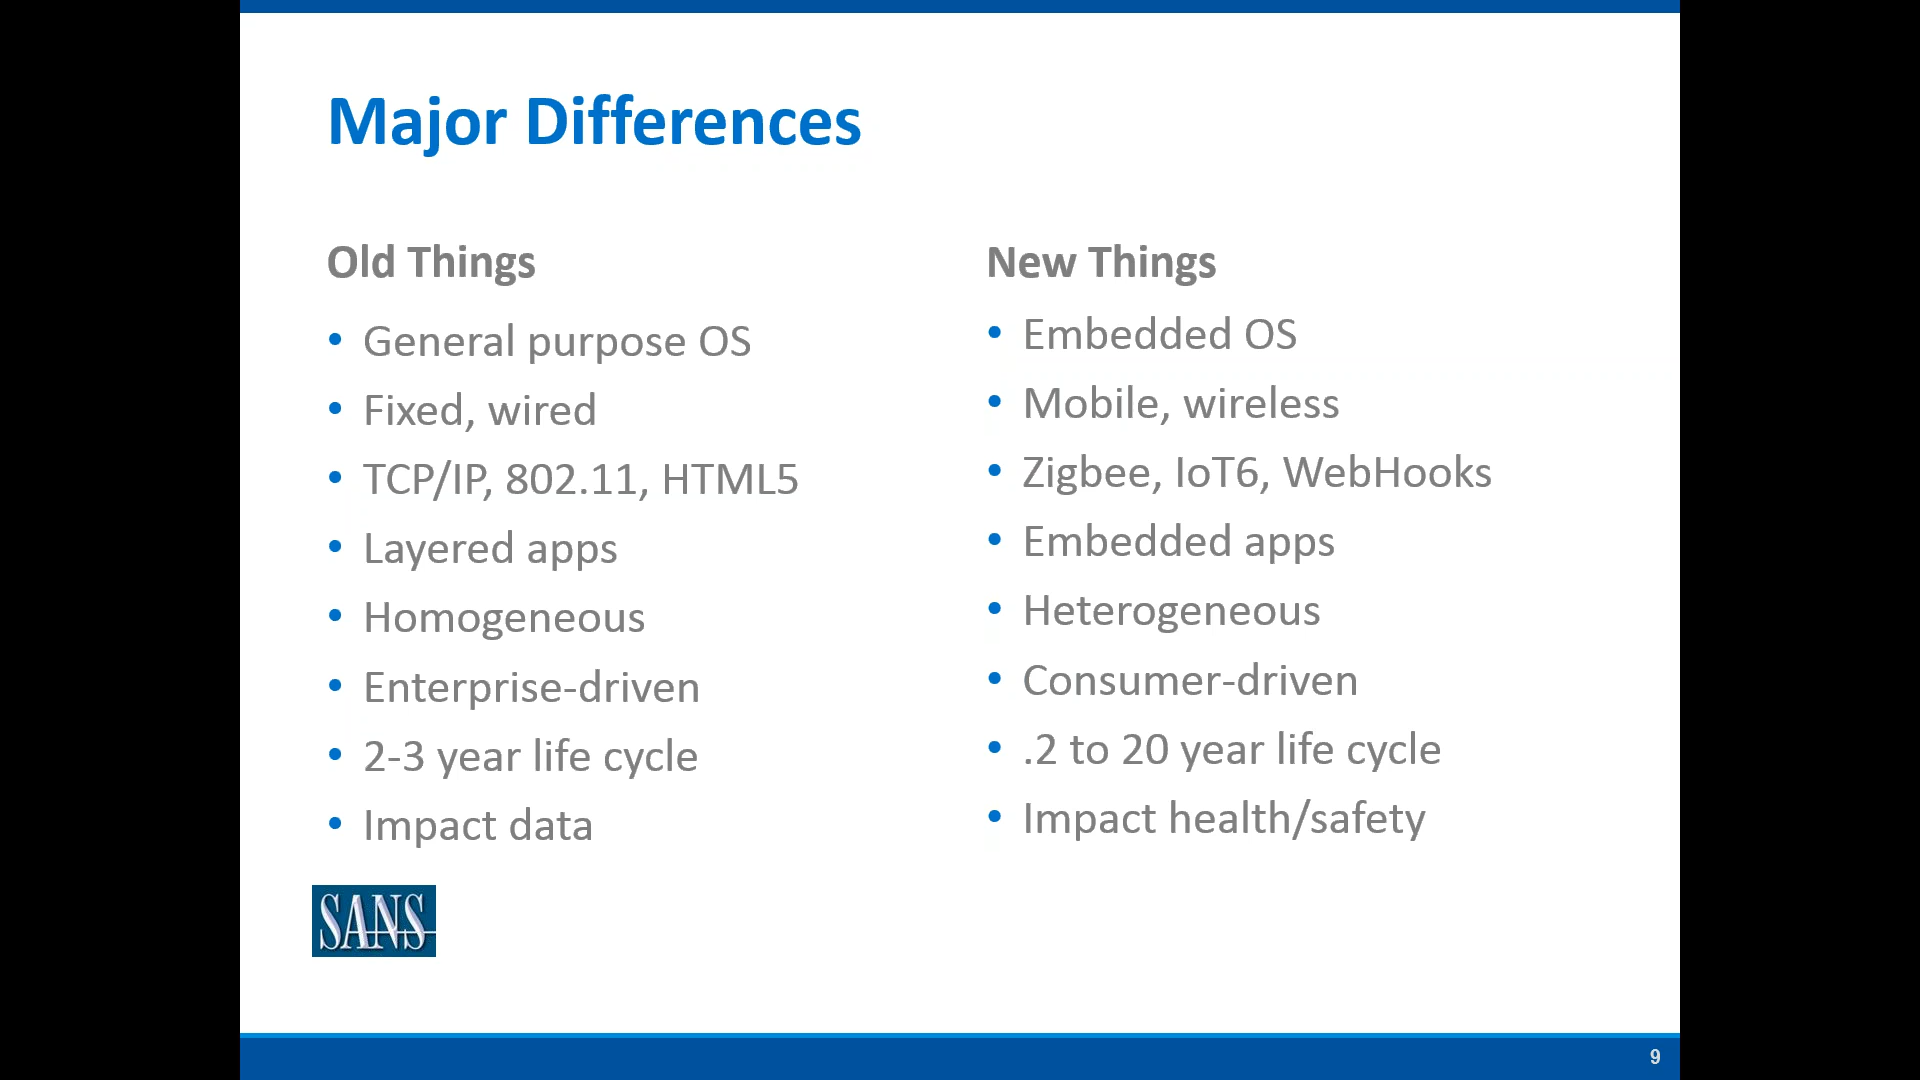 Major Differences
Old Things
• General purpose OS
• Fixed, wired
• TCP/IP, 802.11, HTML5
• Layered apps
• Homogeneous
• Enterprise-driven
• 2-3 year life cycle
• Impact data
New Things
• Embedded OS
• Mobile, wireless
• Zigbee, IoT6, WebHooks
• Embedded apps
• Heterogeneous
• Consumer-driven
• .2 to 20 year life cycle
• Impact health/safety
SANS
9